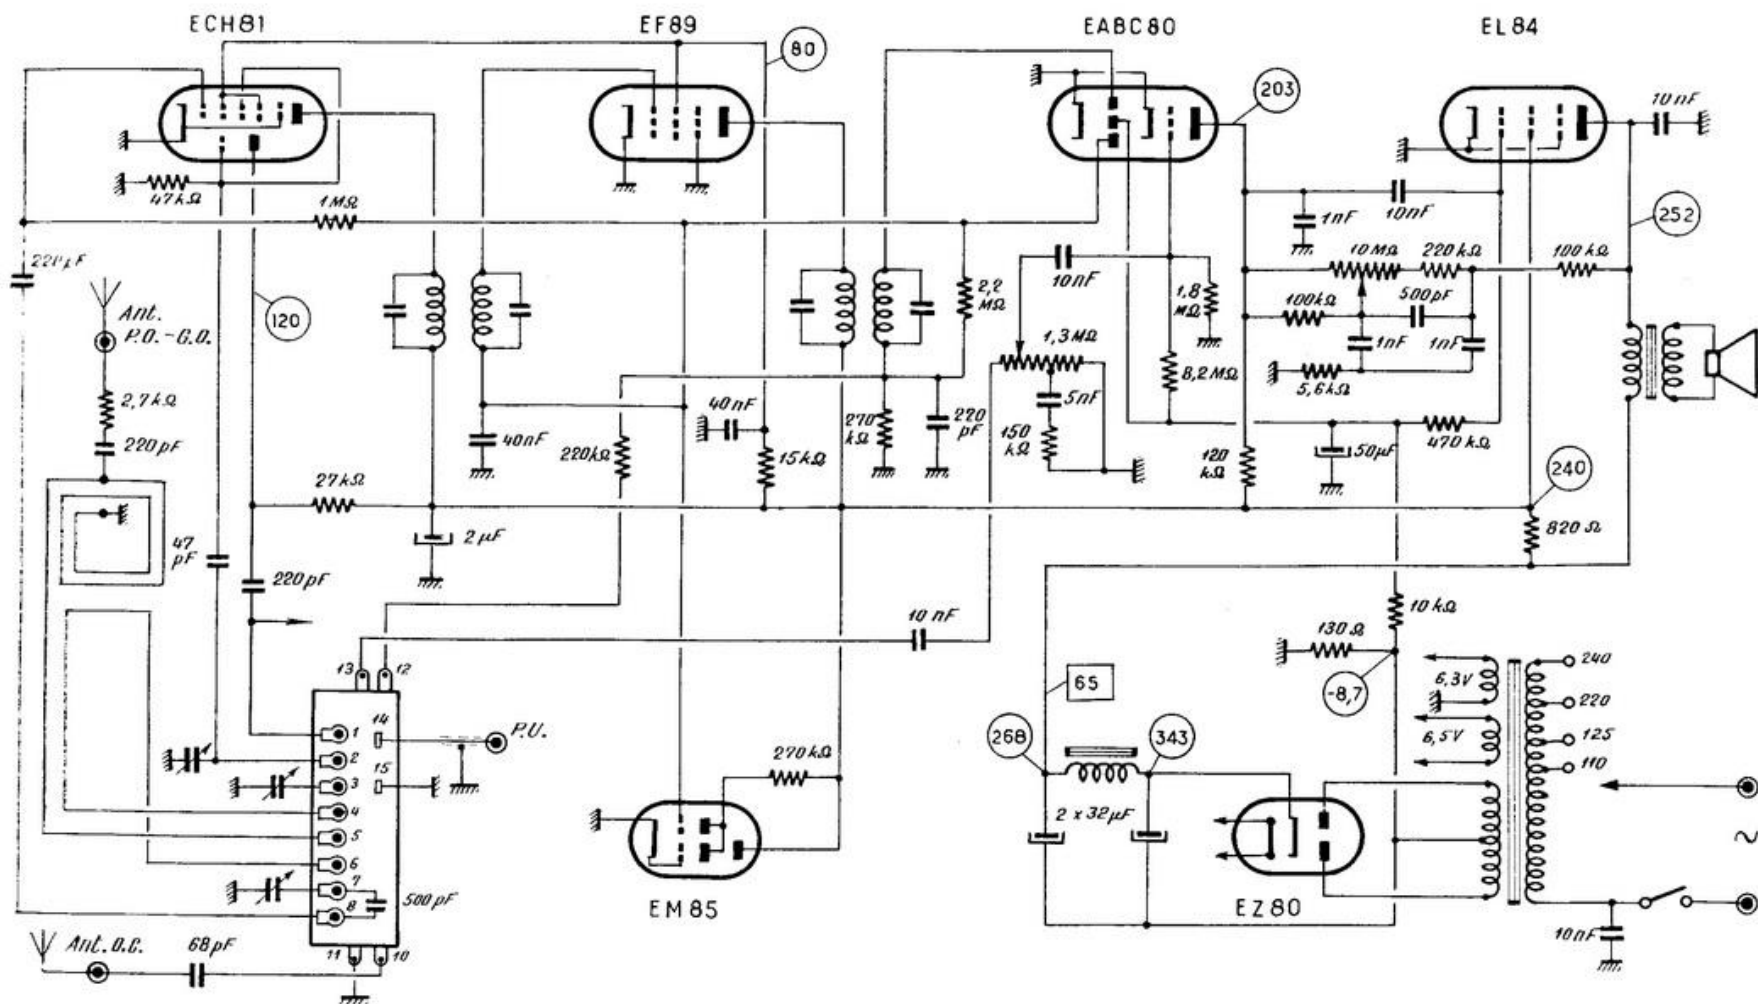 ECH81
EF89
EABC80
EL84
80
203
10nF
47kΩ
1MΩ
1nF
10nF
252
220pF
10MΩ
220kΩ
100kΩ
10nF
2,2
MΩ
1,8
MΩ
100kΩ
500pF
120
Ant.
P.O.-G.O.
1,3MΩ
1nF
1nF
5,6kΩ
8,2MΩ
2,7kΩ
5nF
40nF
270
kΩ
220
pF
220pF
40nF
150
kΩ
470kΩ
220kΩ
15kΩ
50µF
120
kΩ
27kΩ
240
820Ω
2µF
47
pF
220pF
10nF
10kΩ
130Ω
13
12
65
-8,7
6,3V
240
220
6,5V
125
110
1
14
P.U.
268
343
2
15
3
270kΩ
4
2 x 32µF
5
6
7
500pF
8
EM85
EZ80
~
Ant.O.C.
68pF
11
10
10nF